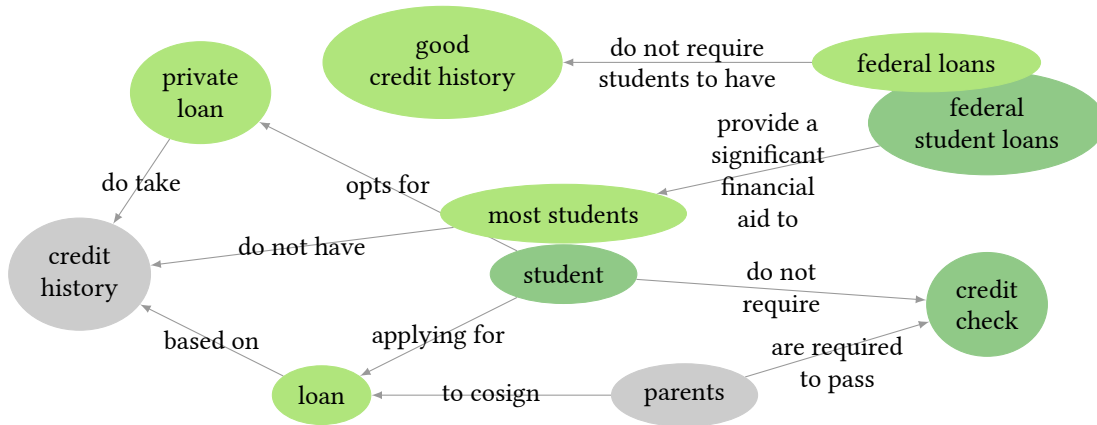 good
credit history
do not require
students to have
federal loans
private
loan
federal
student loans
provide a
significant
financial
aid to
do take
opts for
most students
do not have
credit
history
student
do not
require
credit
check
based on
applying for
are required
to pass
loan
to cosign
parents